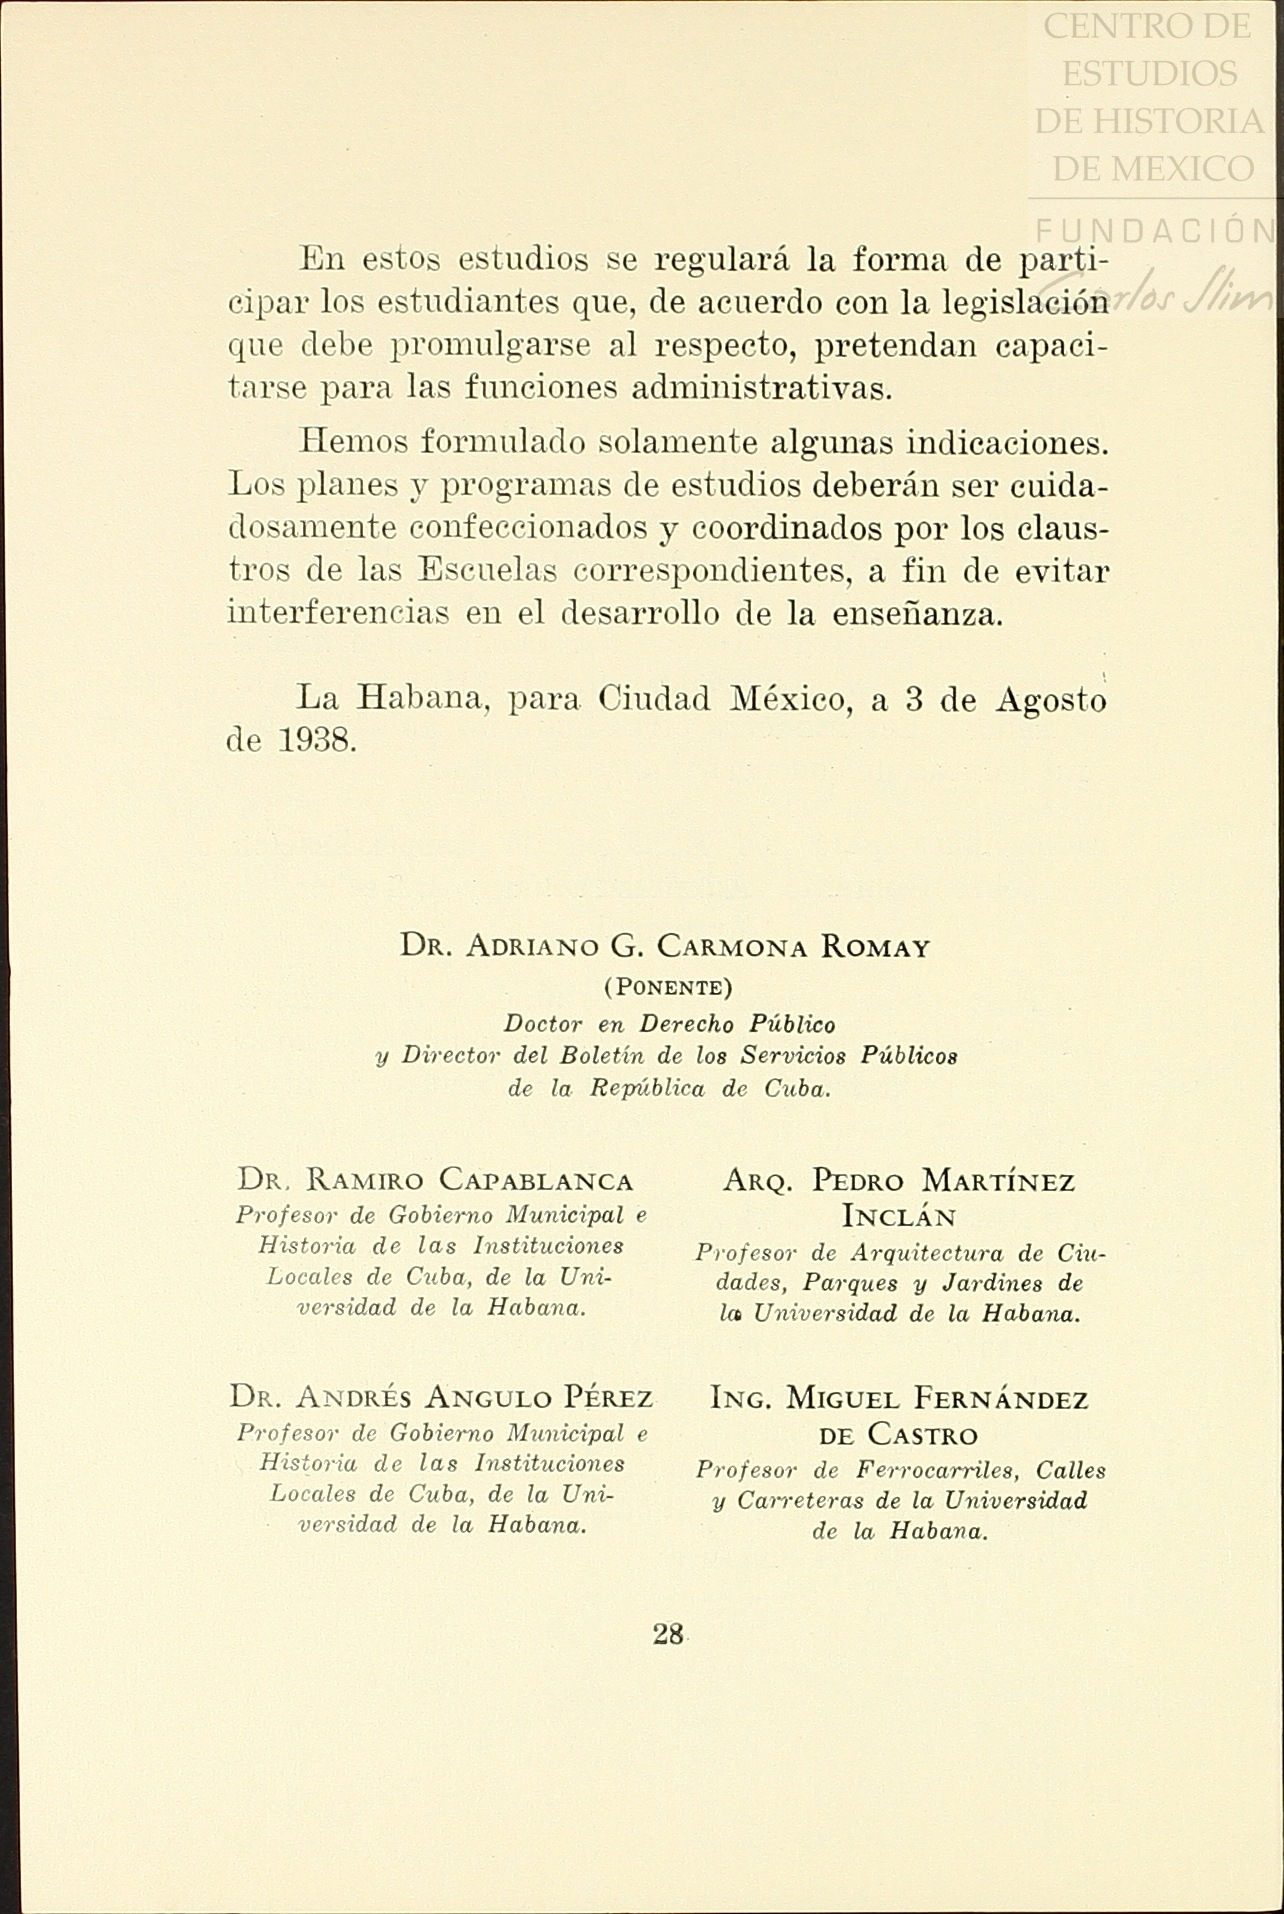 CENTRO DE
ESTUDIOS
DE HISTORIA
DE MEXICO
FUNDACIÓN
Carlos Slim
En estos estudios se regulará la forma de parti-
cipar los estudiantes que, de acuerdo con la legislación
que debe promulgarse al respecto, pretendan capaci-
tarse para las funciones administrativas.
Hemos formulado solamente algunas indicaciones.
Los planes y programas de estudios deberán ser cuida-
dosamente confeccionados y coordinados por los claus-
tros de las Escuelas correspondientes, a fin de evitar
interferencias en el desarrollo de la enseñanza.
La Habana, para Ciudad México, a 3 de Agosto
de 1938.
DR. ADRIANO G. CARMONA ROMAY
(PONENTE)
Doctor en Derecho Público
y Director del Boletín de los Servicios Públicos
de la República de Cuba.
DR. RAMIRO CAPABLANCA
Profesor de Gobierno Municipal e
Historia de las Instituciones
Locales de Cuba, de la Uni-
versidad de la Habana.
ARQ. PEDRO MARTÍNEZ
INCLÁN
Profesor de Arquitectura de Ciu-
dades, Parques y Jardines de
la Universidad de la Habana.
DR. ANDRÉS ANGULO PÉREZ
Profesor de Gobierno Municipal e
Historia de las Instituciones
Locales de Cuba, de la Uni-
versidad de la Habana.
ING. MIGUEL FERNÁNDEZ
DE CASTRO
Profesor de Ferrocarriles, Calles
y Carreteras de la Universidad
de la Habana.
28